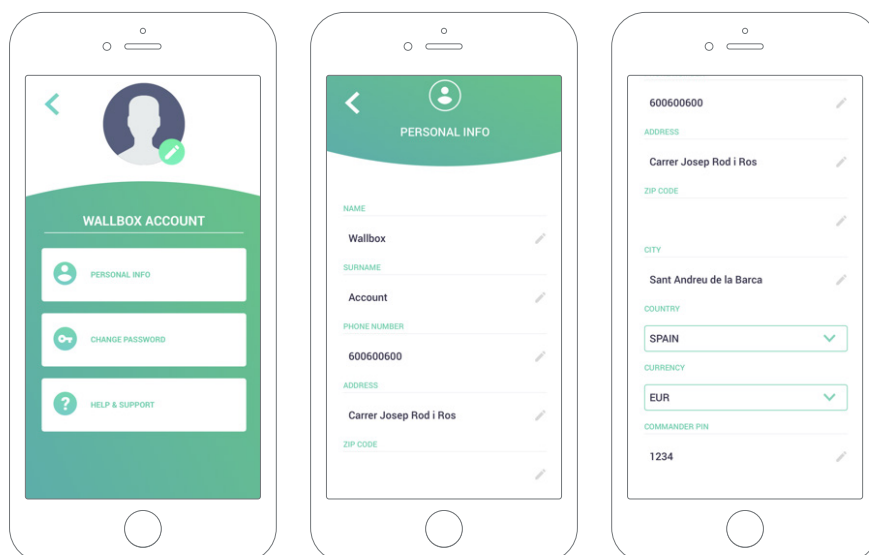 WALLBOX ACCOUNT
PERSONAL INFO
CHANGE PASSWORD
HELP & SUPPORT
PERSONAL INFO
NAME
Wallbox
SURNAME
Account
PHONE NUMBER
600600600
ADDRESS
Carrer Josep Rod i Ros
ZIP CODE
600600600
ADDRESS
Carrer Josep Rod i Ros
ZIP CODE
CITY
Sant Andreu de la Barca
COUNTRY
SPAIN
CURRENCY
EUR
COMMANDER PIN
1234